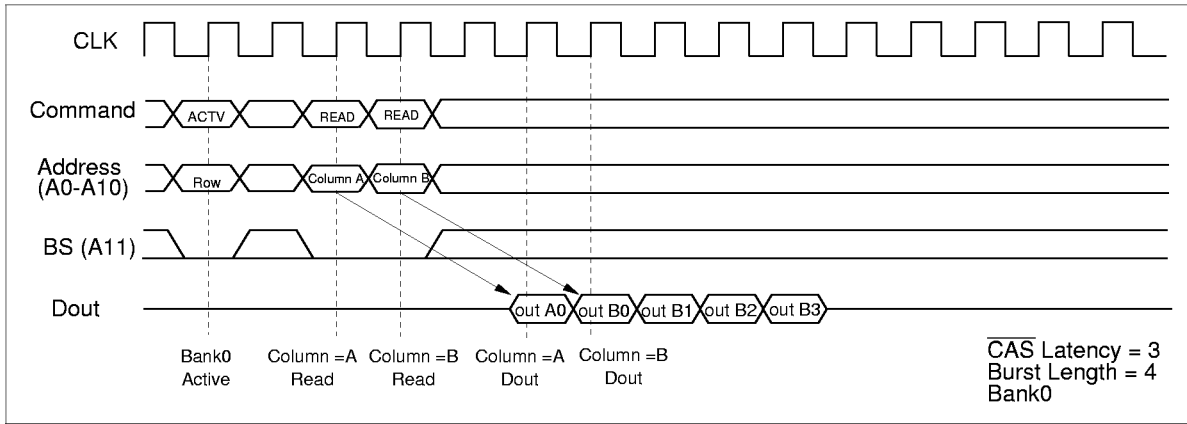 CLK
Command
ACTV
READ
READ
Address
(A0-A10)
Row
Column A
Column B
BS (A11)
Dout
out A0
out B0
out B1
out B2
out B3
Bank0
Active
Column =A
Read
Column =B
Read
Column =A
Dout
Column =B
Dout
CAS Latency = 3
Burst Length = 4
Bank0